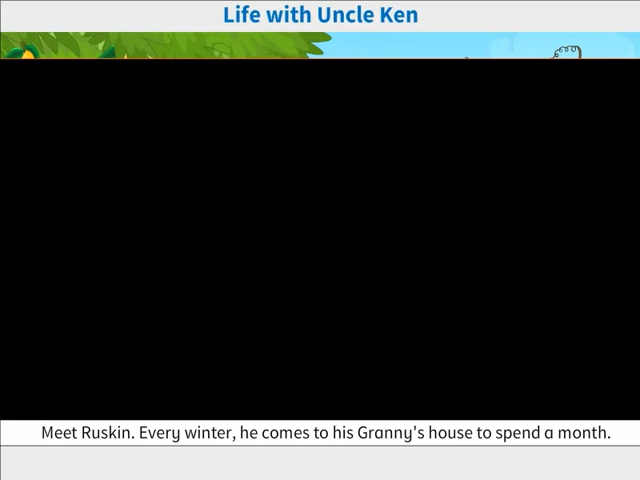 Life with Uncle Ken
Meet Ruskin. Every winter, he comes to his Granny's house to spend a month.